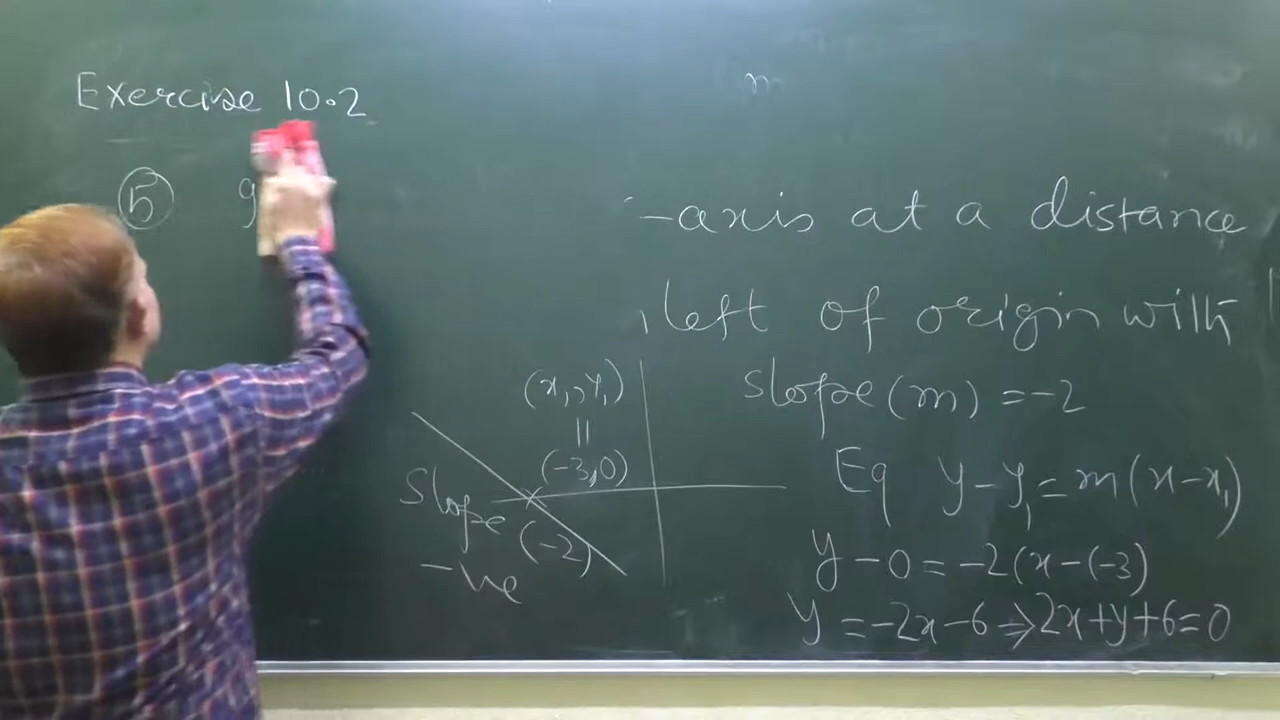 Exercise 10.2
m
5
-axis at a distance
left of origin with
(x₁, y₁)
||
(-3, 0)
Slope (-2)
-ve
slope (m) = -2
Eq y - y₁ = m(x - x₁)
y - 0 = -2(x - (-3)
y = -2x - 6 ⇒ 2x + y + 6 = 0